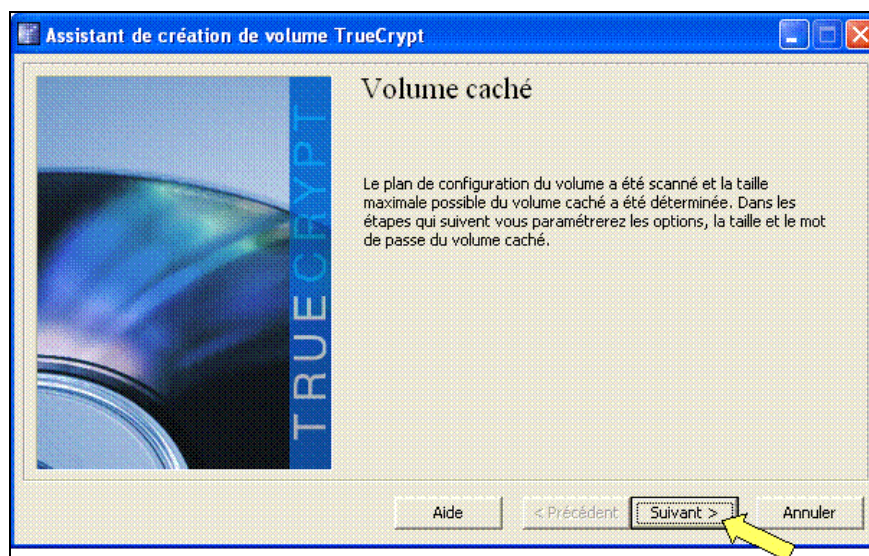 Assistant de création de volume TrueCrypt
TRUECRYPT
Volume caché
Le plan de configuration du volume a été scanné et la taille
maximale possible du volume caché a été déterminée. Dans les
étapes qui suivent vous paramétrerez les options, la taille et le mot
de passe du volume caché.
Aide
< Précédent
Suivant >
Annuler